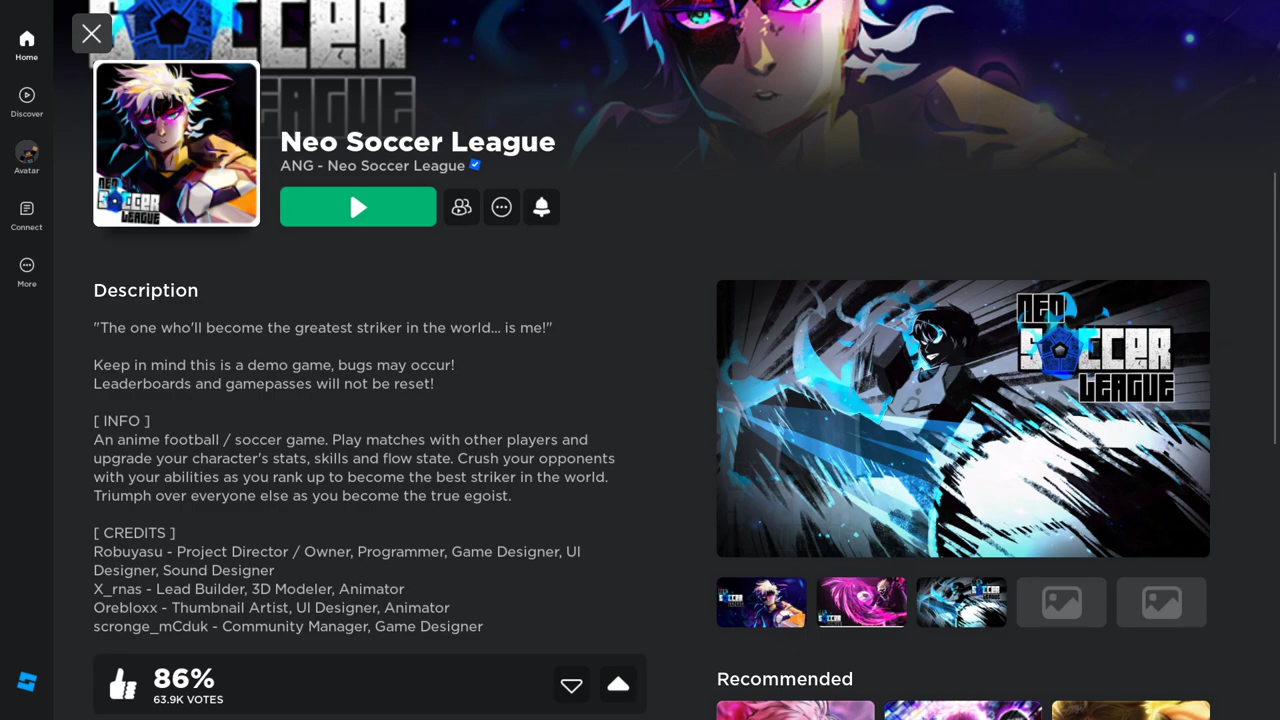 Home
Discover
Avatar
Connect
More
SOCCER
LEAGUE
NEO
SOCCER
LEAGUE
Neo Soccer League
ANG - Neo Soccer League
Description
"The one who'll become the greatest striker in the world... is me!"
Keep in mind this is a demo game, bugs may occur!
Leaderboards and gamepasses will not be reset!
[ INFO ]
An anime football / soccer game. Play matches with other players and
upgrade your character's stats, skills and flow state. Crush your opponents
with your abilities as you rank up to become the best striker in the world.
Triumph over everyone else as you become the true egoist.
[ CREDITS ]
Robuyasu - Project Director / Owner, Programmer, Game Designer, UI
Designer, Sound Designer
X_rnas - Lead Builder, 3D Modeler, Animator
Orebloxx - Thumbnail Artist, UI Designer, Animator
scronge_mCduk - Community Manager, Game Designer
86%
63.9K VOTES
NEO
SOCCER
LEAGUE
Recommended